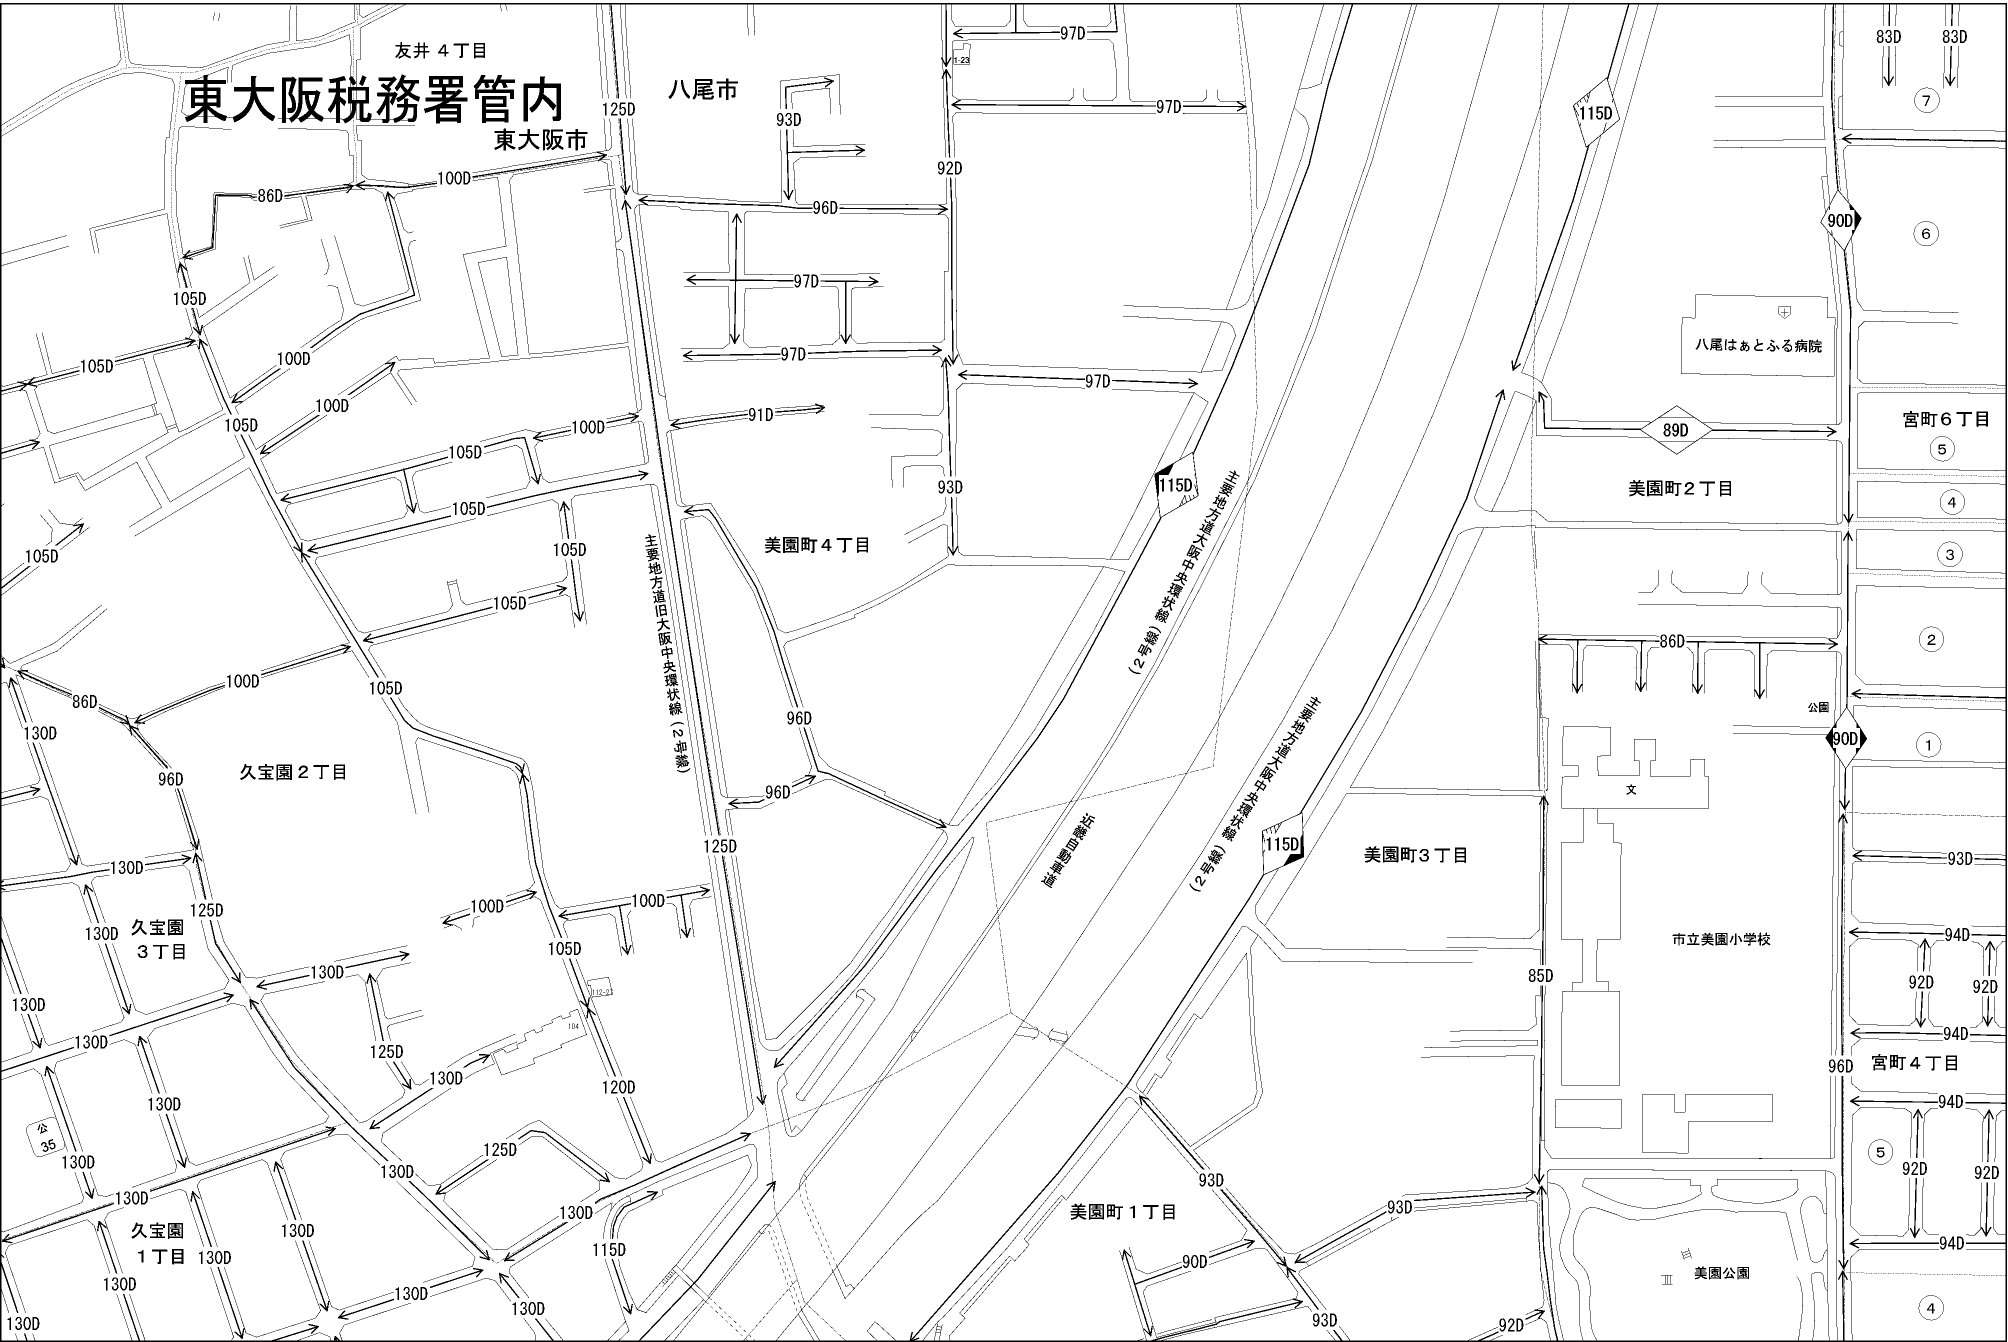 97D
83D
83D
友井 4丁目
1-23
東大阪税務署管内
八尾市
⑦
125D
97D
115D
93D
東大阪市
92D
100D
86D
96D
90D
⑥
97D
105D
八尾はぁとふる病院
97D
100D
105D
97D
100D
91D
宮町6丁目
105D
100D
89D
⑤
105D
93D
115D
美園町2丁目
④
105D
105D
美園町4丁目
③
105D
主要地方道大阪中央環状線(2号線)
105D
主要地方道旧大阪中央環状線(2号線)
86D
②
100D
105D
86D
公園
96D
130D
主要地方道大阪中央環状線(2号線)
90D
①
久宝園2丁目
96D
96D
文
125D
近畿自動車道
115D
美園町3丁目
93D
130D
100D
100D
125D
久宝園
3丁目
130D
105D
市立美園小学校
94D
130D
85D
92D
92D
112-23
130D
104
130D
94D
125D
宮町4丁目
130D
120D
96D
130D
94D
公
35
125D
⑤
130D
130D
93D
92D
92D
130D
久宝園
1丁目
130D
130D
130D
115D
美園町1丁目
93D
94D
90D
130D
130D
美園公園
130D
130D
93D
92D
④